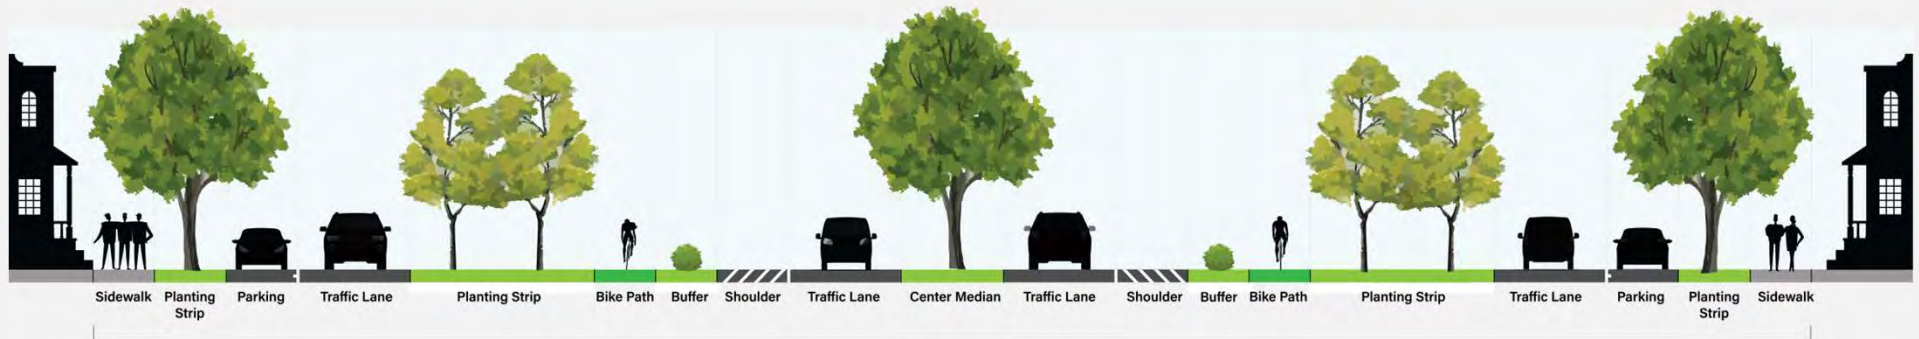 Sidewalk Planting Parking Traffic Lane Planting Strip Bike Path Buffer Shoulder Traffic Lane Center Median Traffic Lane Shoulder Buffer Bike Path Planting Strip Traffic Lane Parking Planting Sidewalk
Strip Strip